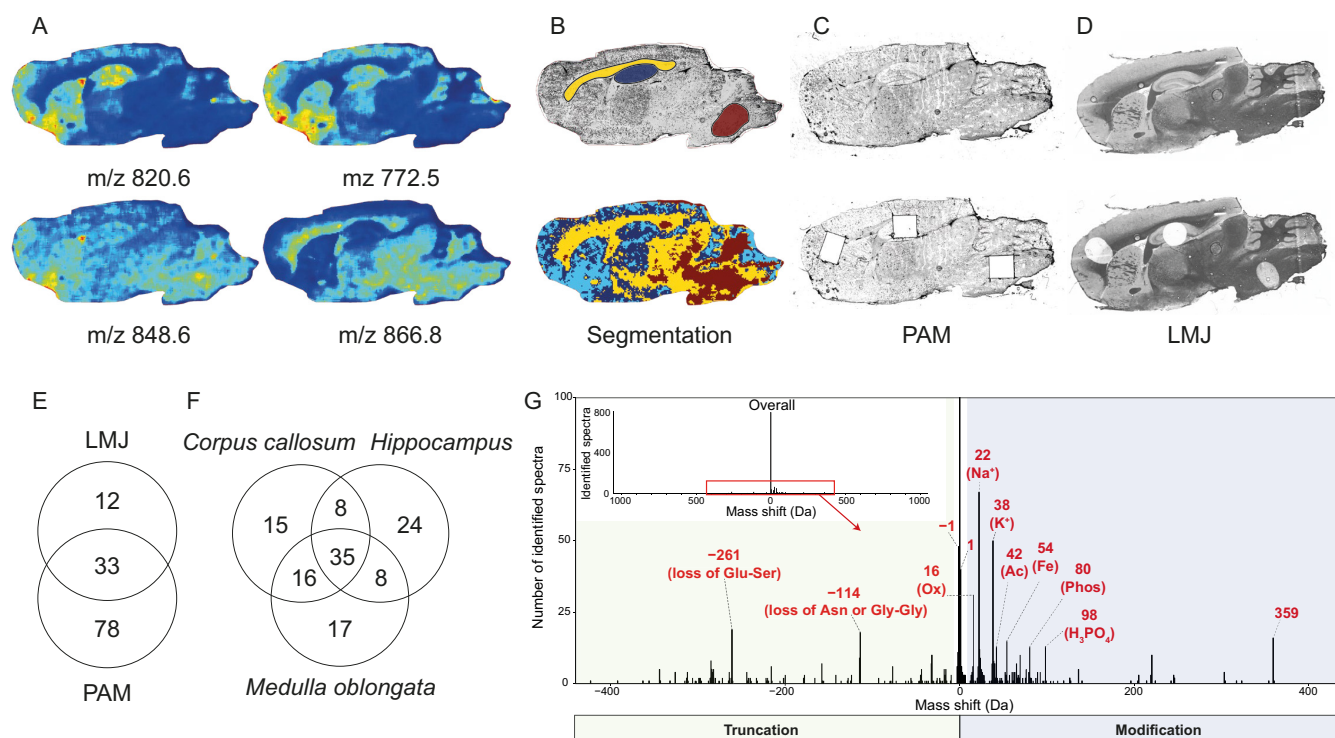 A
B
C
D
m/z 820.6
mz 772.5
m/z 848.6
m/z 866.8
Segmentation
PAM
LMJ
E
LMJ
12
33
78
PAM
F
Corpus callosum
Hippocampus
15
8
24
35
16
8
17
Medulla oblongata
G
Number of identified spectra
100
75
50
25
0
Overall
Identified spectra
800
400
0
1000
500
0
500
1000
Mass shift (Da)
−261
(loss of Glu-Ser)
−114
(loss of Asn or Gly-Gly)
−1
1
16
(Ox)
22
(Na⁺)
38
(K⁺)
42
(Ac)
54
(Fe)
80
(Phos)
98
(H₃PO₄)
359
−400
−200
0
200
400
Mass shift (Da)
Truncation
Modification